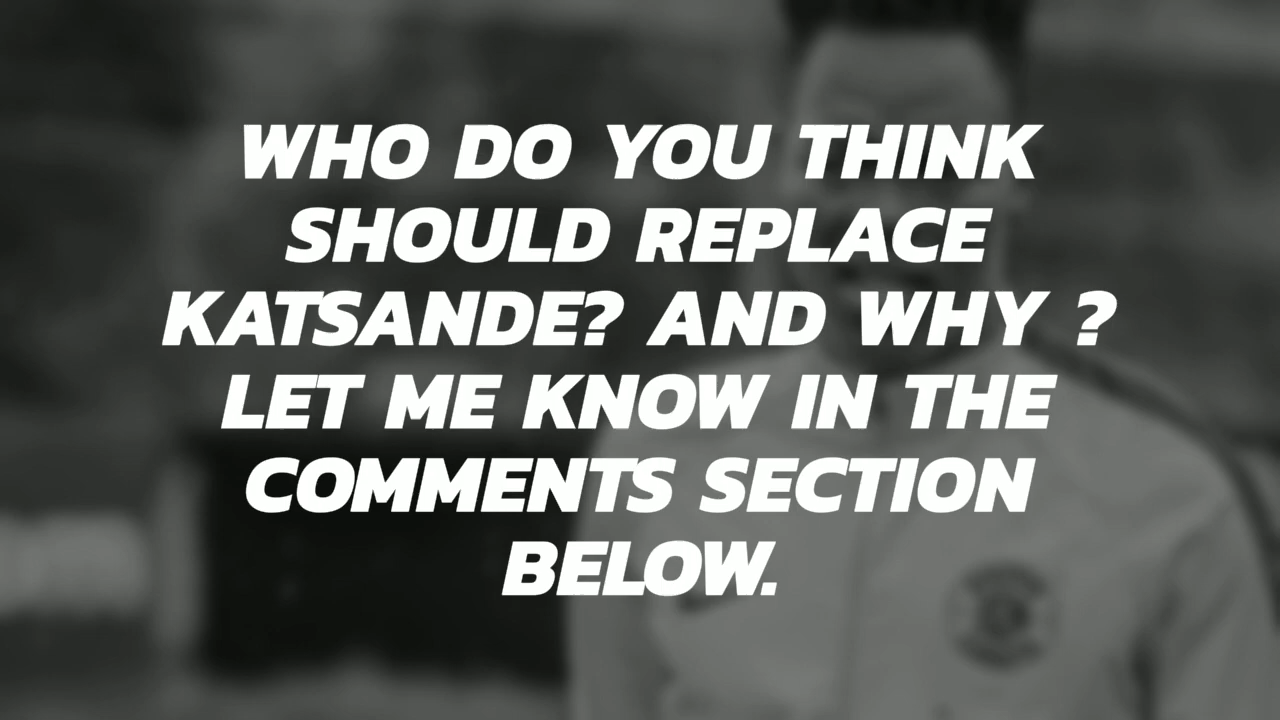 WHO DO YOU THINK
SHOULD REPLACE
KATSANDE? AND WHY ?
LET ME KNOW IN THE
COMMENTS SECTION
BELOW.